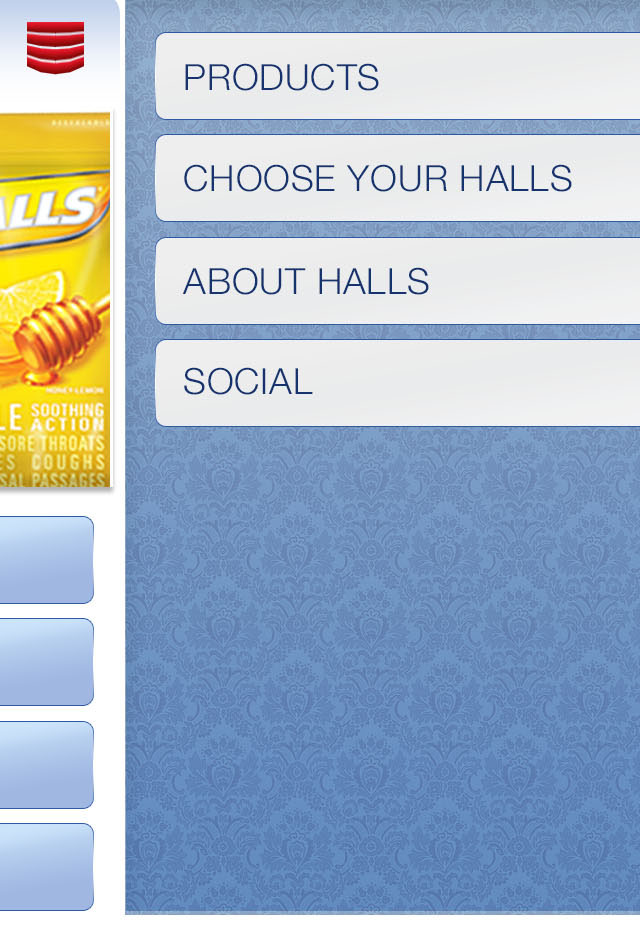 PRODUCTS
CHOOSE YOUR HALLS
ABOUT HALLS
SOCIAL
RESEALABLE
ALLS
HONEY-LEMON
LE SOOTHING
ACTION
SORE THROATS
ES COUGHS
SAL PASSAGES